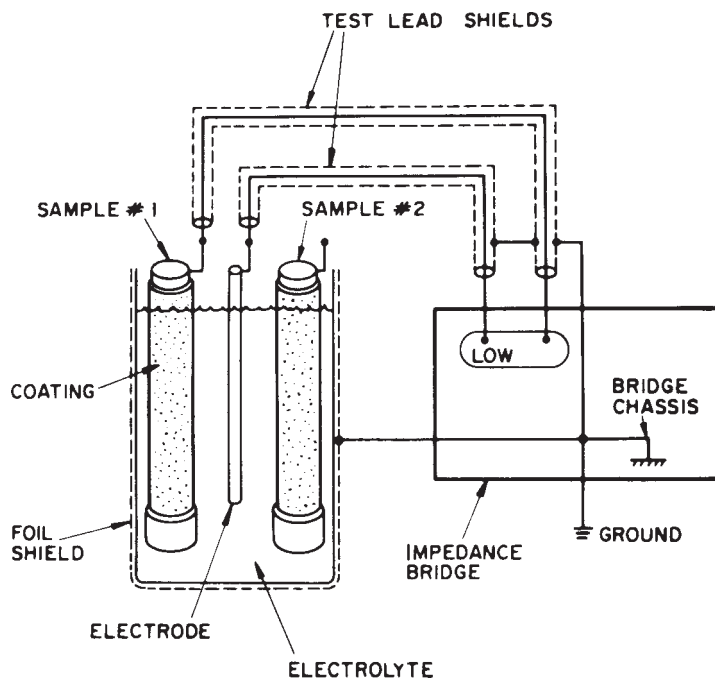 TEST LEAD SHIELDS
SAMPLE #1
SAMPLE #2
LOW
COATING
BRIDGE
CHASSIS
FOIL
SHIELD
GROUND
IMPEDANCE
BRIDGE
ELECTRODE
ELECTROLYTE